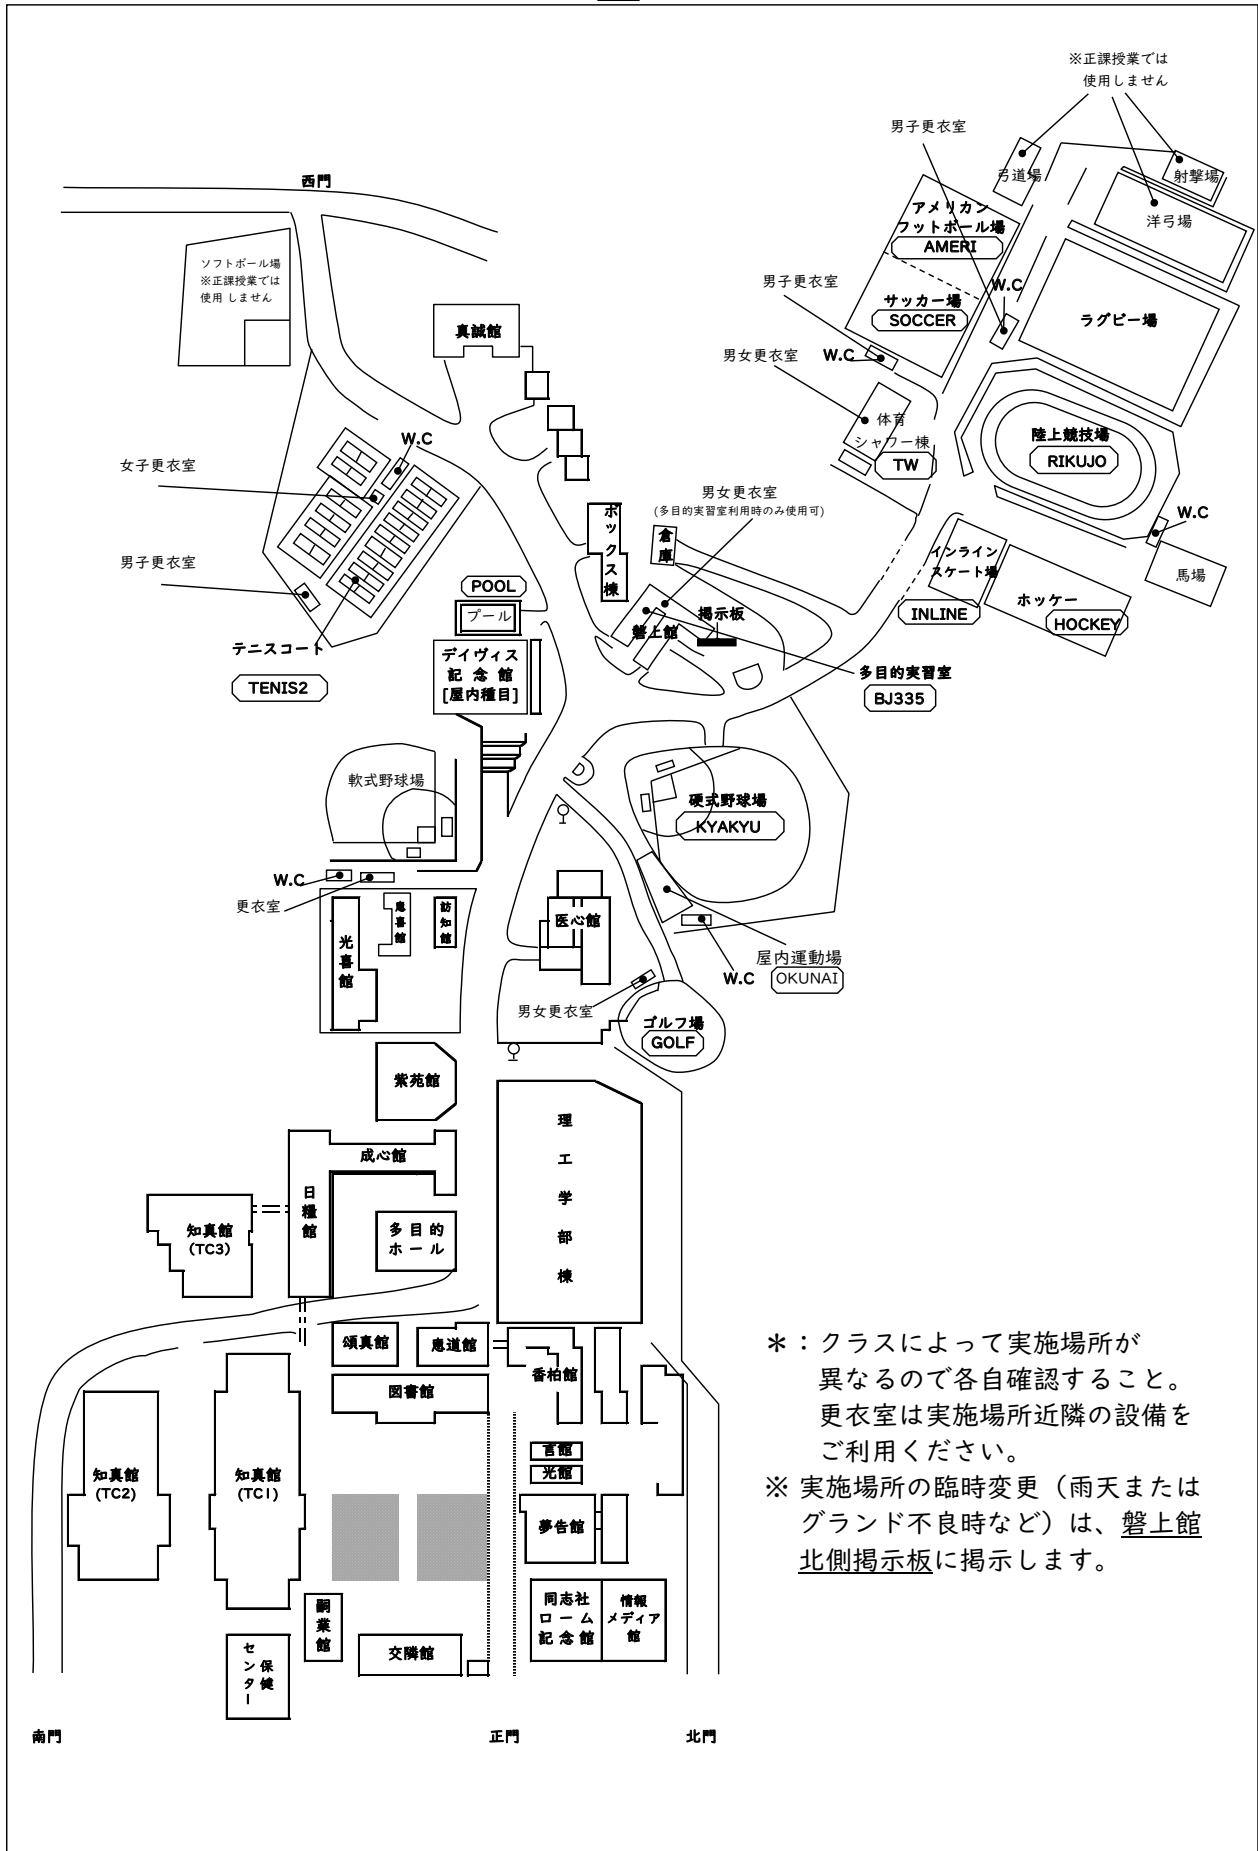 ※正課授業では
使用しません
男子更衣室
弓道場
射撃場
西門
アメリカン
フットボール場
AMERI
洋弓場
ソフトボール場
※正課授業では
使用 しません
男子更衣室
W.C
サッカー場
SOCCER
ラグビー場
真誠館
男女更衣室
W.C
体育
シャワー棟
TW
陸上競技場
RIKUJO
W.C
女子更衣室
男女更衣室
(多目的実習室利用時のみ使用可)
ボックス棟
倉庫
W.C
男子更衣室
インライン
スケート場
馬場
POOL
プール
ホッケー
INLINE
HOCKEY
掲示板
磐上館
テニスコート
TENIS2
デイヴィス
記念館
[屋内種目]
多目的実習室
BJ335
軟式野球場
硬式野球場
KYAKYU
W.C
更衣室
恵喜館
訪知館
光喜館
医心館
屋内運動場
OKUNAI
W.C
男女更衣室
ゴルフ場
GOLF
紫苑館
理工学部棟
成心館
日糧館
知真館
(TC3)
多目的
ホール
頌真館
恵道館
香柏館
図書館
＊：クラスによって実施場所が
異なるので各自確認すること。
更衣室は実施場所近隣の設備を
ご利用ください。
言館
光館
知真館
(TC2)
知真館
(TC1)
※ 実施場所の臨時変更（雨天または
グランド不良時など）は、磐上館
北側掲示板に掲示します。
夢告館
嗣業館
同志社
ローム
記念館
情報
メディア
館
交隣館
保健
センター
南門
正門
北門